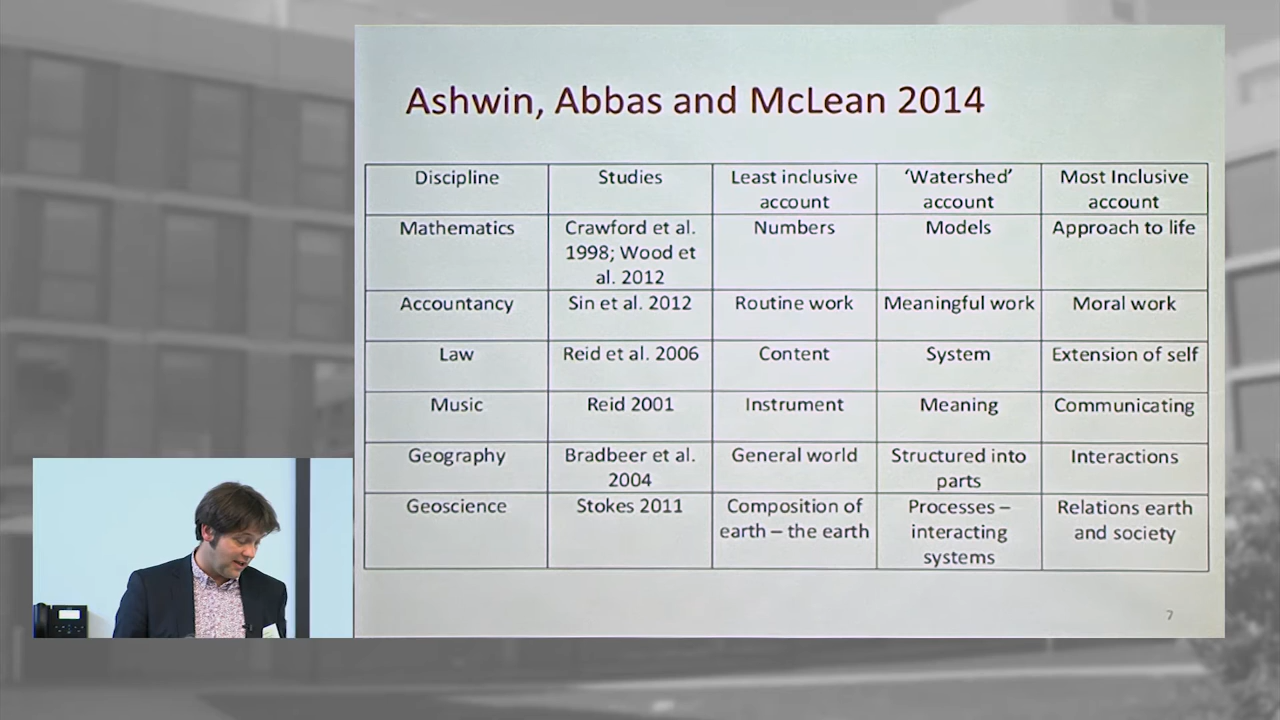 Ashwin, Abbas and McLean 2014
Discipline
Studies
Least inclusive
account
‘Watershed’
account
Most Inclusive
account
Mathematics
Crawford et al.
1998; Wood et
al. 2012
Numbers
Models
Approach to life
Accountancy
Sin et al. 2012
Routine work
Meaningful work
Moral work
Law
Reid et al. 2006
Content
System
Extension of self
Music
Reid 2001
Instrument
Meaning
Communicating
Geography
Bradbeer et al.
2004
General world
Structured into
parts
Interactions
Geoscience
Stokes 2011
Composition of
earth – the earth
Processes –
interacting
systems
Relations earth
and society
7